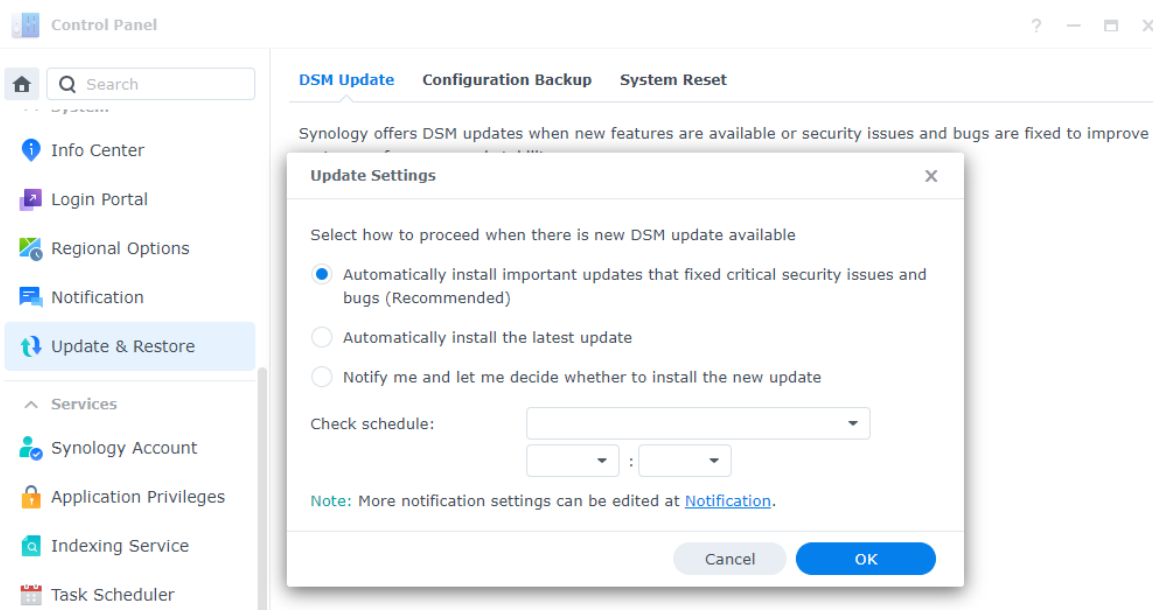 Control Panel
Search
DSM Update Configuration Backup System Reset
Info Center
Login Portal
Regional Options
Notification
Update & Restore
Services
Synology Account
Application Privileges
Indexing Service
Task Scheduler
Synology offers DSM updates when new features are available or security issues and bugs are fixed to improve
Update Settings
Select how to proceed when there is new DSM update available
Automatically install important updates that fixed critical security issues and
bugs (Recommended)
Automatically install the latest update
Notify me and let me decide whether to install the new update
Check schedule:
:
Note: More notification settings can be edited at Notification.
Cancel OK